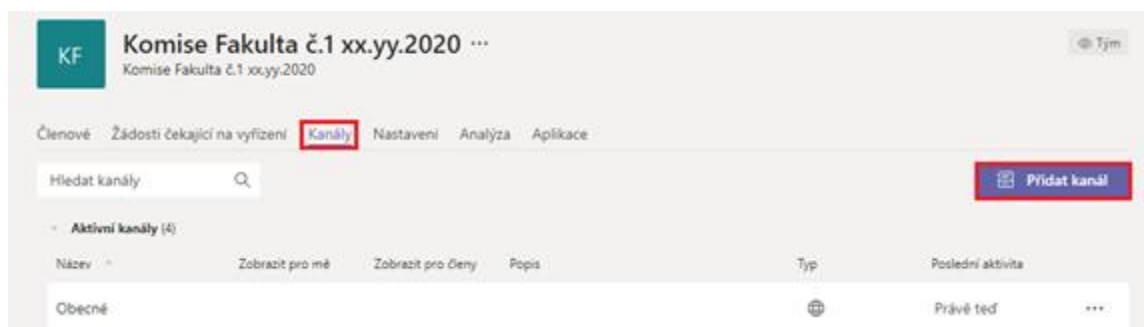 KF
Komise Fakulta č.1 xx.yy.2020 ...
Komise Fakulta č.1 xx.yy.2020
Tým
Členové Žádosti čekající na vyřízení Kanály Nastavení Analýza Aplikace
Hledat kanály
Přidat kanál
Aktivní kanály (4)
Název Zobrazit pro mě Zobrazit pro členy Popis Typ Poslední aktivita
Obecné Právě teď ...